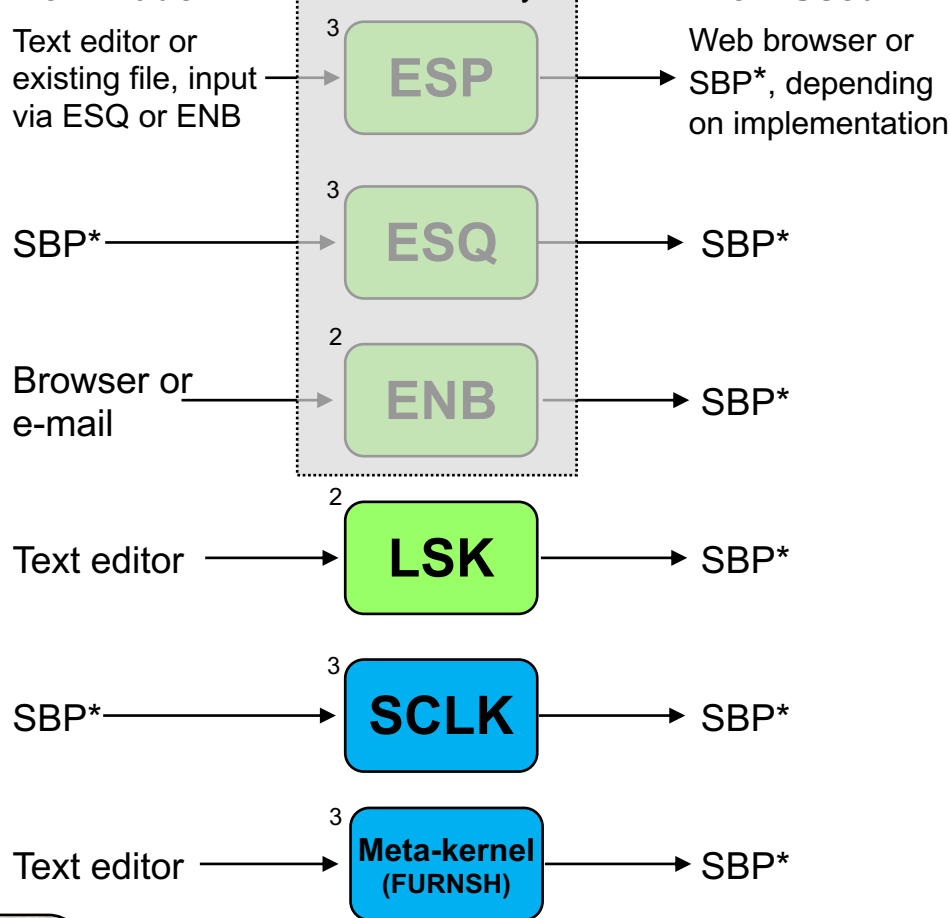 3
Text editor or
existing file, input
via ESQ or ENB
ESP
Web browser or
SBP*, depending
on implementation
3
SBP*
ESQ
SBP*
2
Browser or
e-mail
ENB
SBP*
2
Text editor
LSK
SBP*
3
SBP*
SCLK
SBP*
3
Text editor
Meta-kernel
(FURNSH)
SBP*